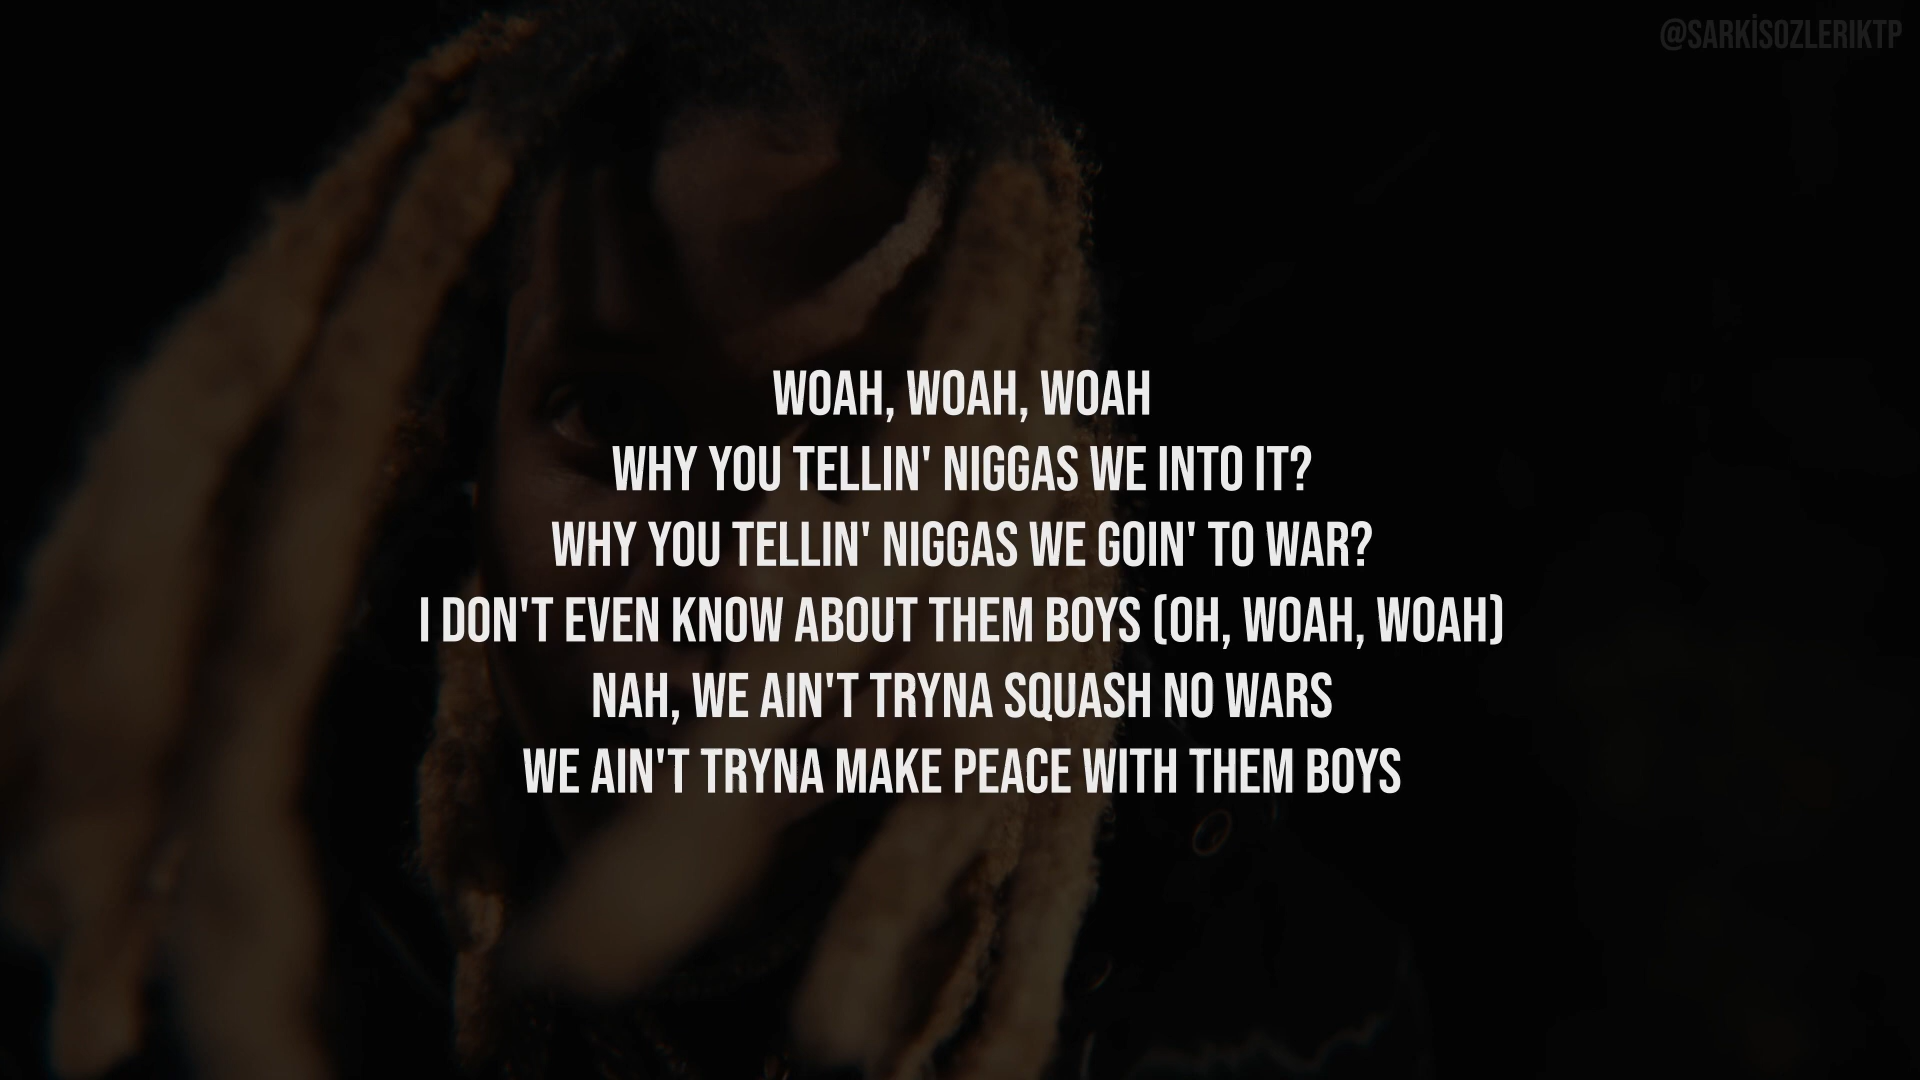 @SARKİSOZLERIKTP
WOAH, WOAH, WOAH
WHY YOU TELLIN' NIGGAS WE INTO IT?
WHY YOU TELLIN' NIGGAS WE GOIN' TO WAR?
I DON'T EVEN KNOW ABOUT THEM BOYS (OH, WOAH, WOAH)
NAH, WE AIN'T TRYNA SQUASH NO WARS
WE AIN'T TRYNA MAKE PEACE WITH THEM BOYS